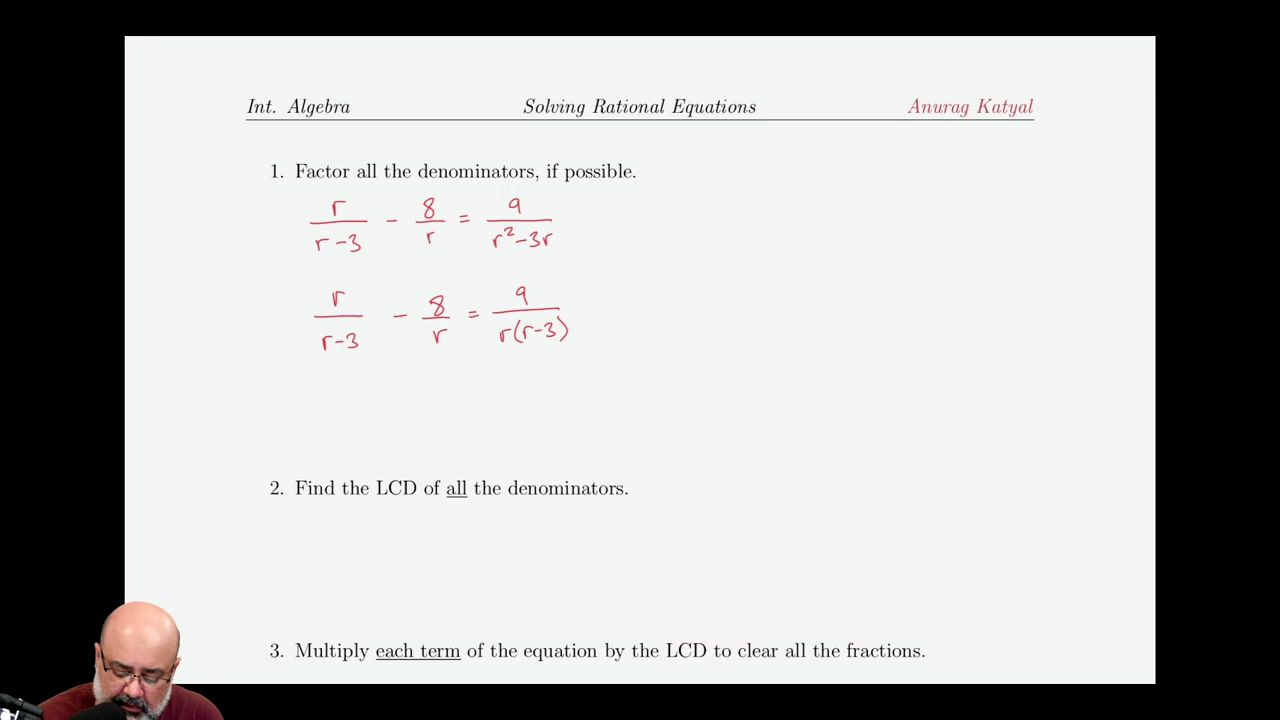 Int. Algebra Solving Rational Equations Anurag Katyal
1. Factor all the denominators, if possible.
r/(r-3) - 8/r = 9/(r²-3r)
r/(r-3) - 8/r = 9/(r(r-3))
2. Find the LCD of all the denominators.
3. Multiply each term of the equation by the LCD to clear all the fractions.